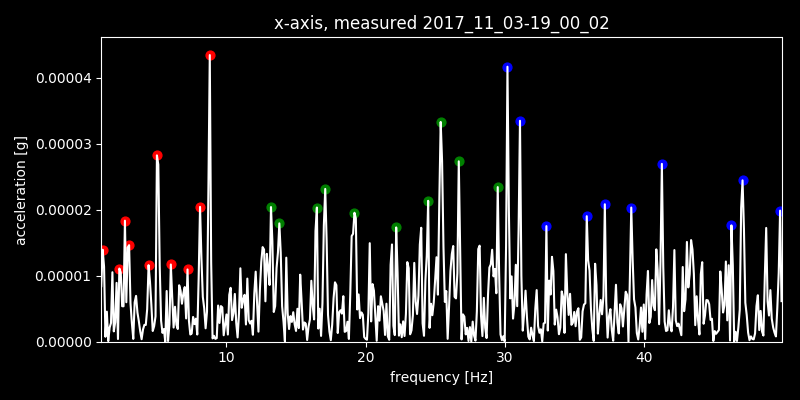 x-axis, measured 2017_11_03-19_00_02
0.00004
0.00003
0.00002
0.00001
0.00000
acceleration [g]
10 20 30 40
frequency [Hz]